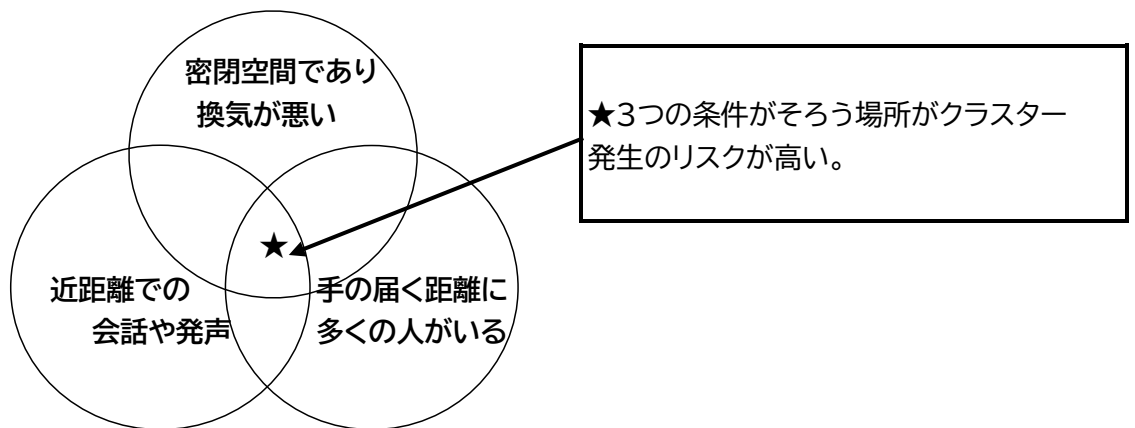 密閉空間であり
換気が悪い
★3つの条件がそろう場所がクラスター
発生のリスクが高い。
★
近距離での
会話や発声
手の届く距離に
多くの人がいる